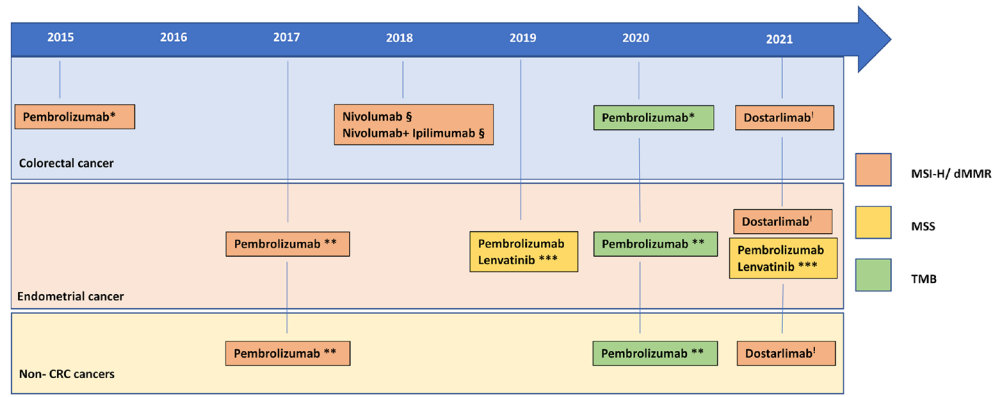 2015 2016 2017 2018 2019 2020 2021
Pembrolizumab*
Nivolumab §
Nivolumab+ Ipilimumab §
Pembrolizumab*
Dostarlimab!
Colorectal cancer
Pembrolizumab **
Pembrolizumab
Lenvatinib ***
Pembrolizumab **
Dostarlimab!
Pembrolizumab
Lenvatinib ***
Endometrial cancer
Pembrolizumab **
Pembrolizumab **
Dostarlimab!
Non- CRC cancers
MSI-H/ dMMR
MSS
TMB